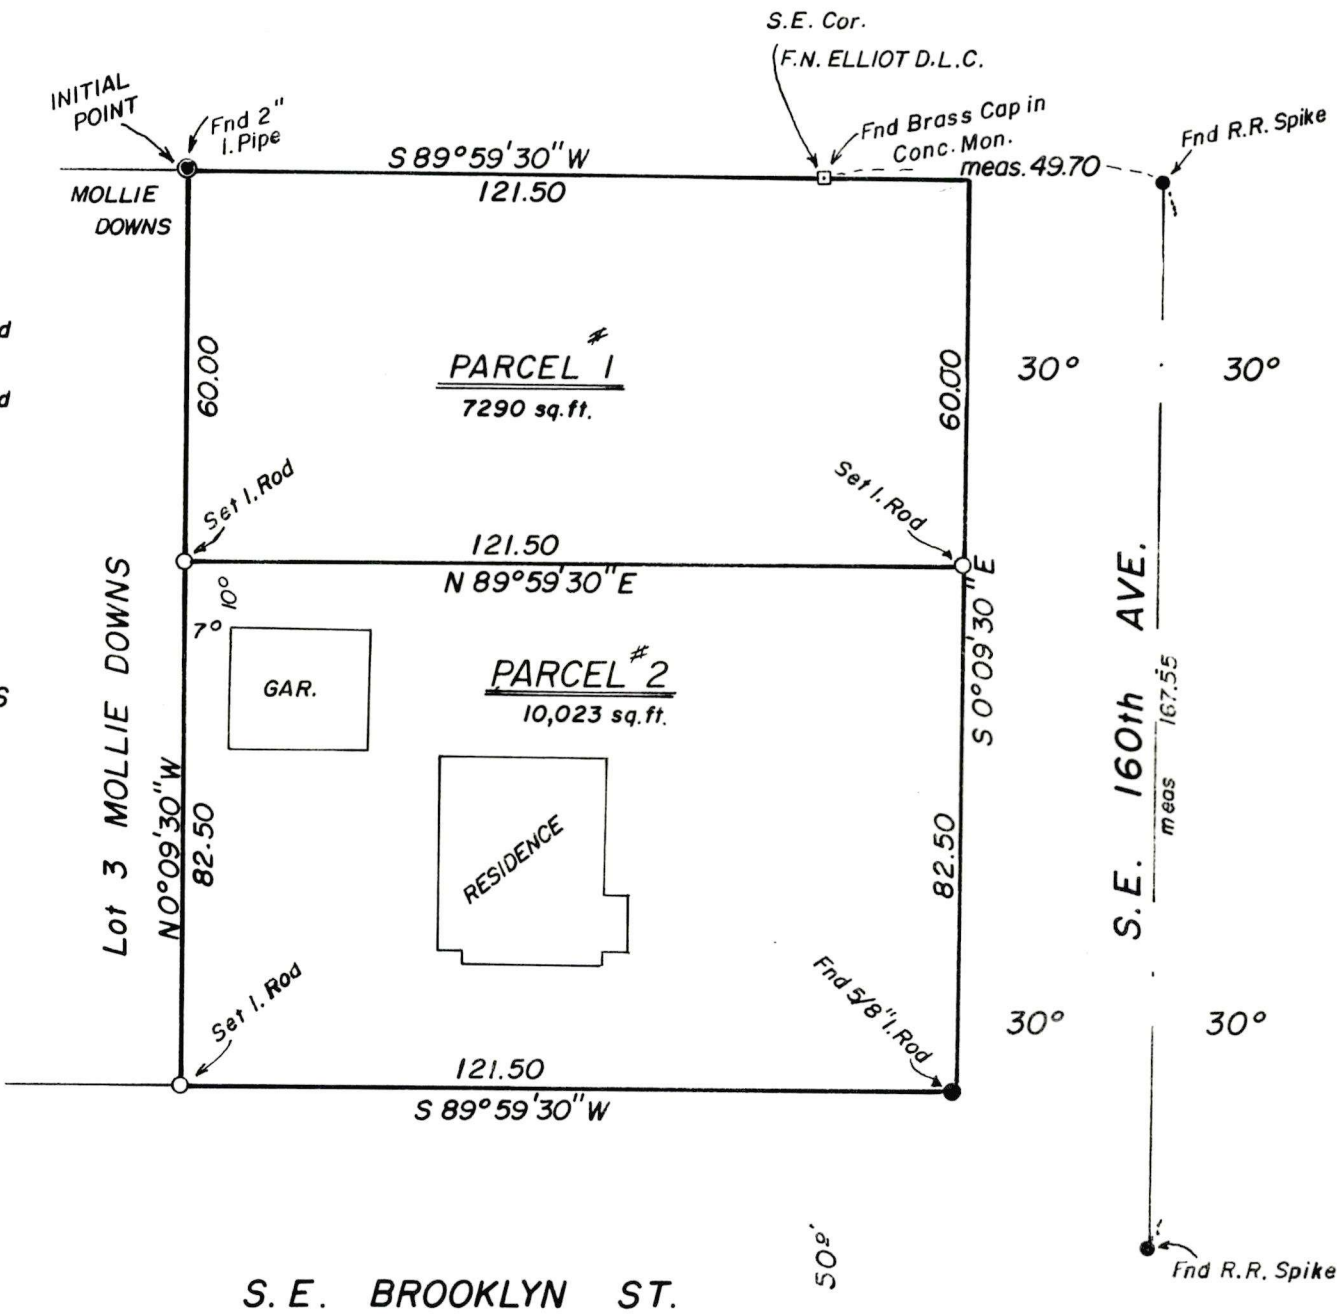 S.E. Cor.
F.N. ELLIOT D.L.C.
INITIAL
POINT
Fnd 2"
I. Pipe
Fnd Brass Cap in
Conc. Mon.
Fnd R.R. Spike
S 89°59'30" W
121.50
meas. 49.70
MOLLIE
DOWNS
d
d
60.00
PARCEL #1
7290 sq.ft.
60.00
30°
30°
Set I. Rod
Set I. Rod
121.50
N 89°59'30" E
10°
7°
GAR.
PARCEL #2
10,023 sq.ft.
S 0°09'30" E
S
Lot 3 MOLLIE DOWNS
N 0°09'30" W
82.50
RESIDENCE
82.50
S.E. 160th AVE.
meas 167.55
Set I. Rod
Fnd 5/8" I. Rod
30°
30°
121.50
S 89°59'30" W
S.E. BROOKLYN ST.
Fnd R.R. Spike